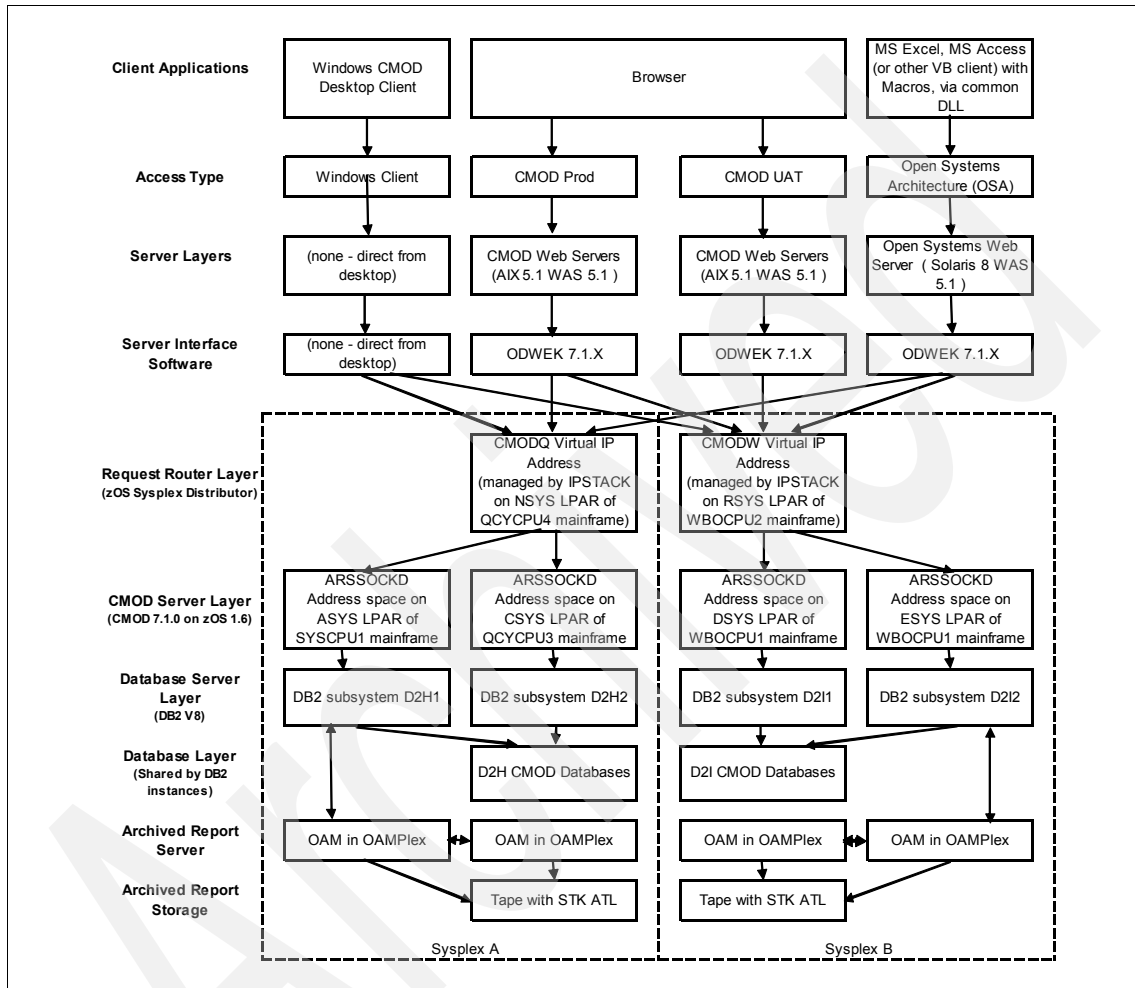 Client Applications
Windows CMOD
Desktop Client
Browser
MS Excel, MS Access
(or other VB client) with
Macros, via common
DLL
Access Type
Windows Client
CMOD Prod
CMOD UAT
Open Systems
Architecture (OSA)
Server Layers
(none - direct from
desktop)
CMOD Web Servers
(AIX 5.1 WAS 5.1 )
CMOD Web Servers
(AIX 5.1 WAS 5.1 )
Open Systems Web
Server ( Solaris 8 WAS
5.1 )
Server Interface
Software
(none - direct from
desktop)
ODWEK 7.1.X
ODWEK 7.1.X
ODWEK 7.1.X
Request Router Layer
(zOS Sysplex Distributor)
CMODQ Virtual IP
Address
(managed by IPSTACK
on NSYS LPAR of
QCYCPU4 mainframe)
CMODW Virtual IP
Address
(managed by IPSTACK
on RSYS LPAR of
WBOCPU2 mainframe)
CMOD Server Layer
(CMOD 7.1.0 on zOS 1.6)
ARSSOCKD
Address space on
ASYS LPAR of
SYSCPU1 mainframe
ARSSOCKD
Address space on
CSYS LPAR of
QCYCPU3 mainframe
ARSSOCKD
Address space on
DSYS LPAR of
WBOCPU1 mainframe
ARSSOCKD
Address space on
ESYS LPAR of
WBOCPU1 mainframe
Database Server
Layer
(DB2 V8)
DB2 subsystem D2H1
DB2 subsystem D2H2
DB2 subsystem D2I1
DB2 subsystem D2I2
Database Layer
(Shared by DB2
instances)
D2H CMOD Databases
D2I CMOD Databases
Archived Report
Server
OAM in OAMPlex
OAM in OAMPlex
OAM in OAMPlex
OAM in OAMPlex
Archived Report
Storage
Tape with STK ATL
Tape with STK ATL
Sysplex A
Sysplex B
Archived